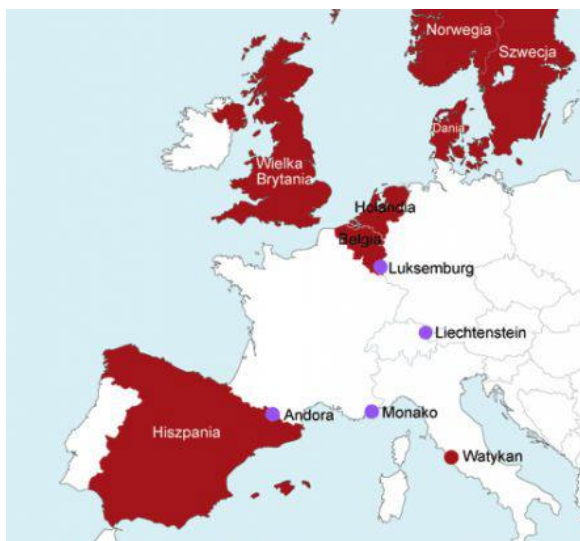 Norwegia
Szwecja
Dania
Wielka
Brytania
Holandia
Belgia
Luksemburg
Liechtenstein
Andora
Monako
Hiszpania
Watykan